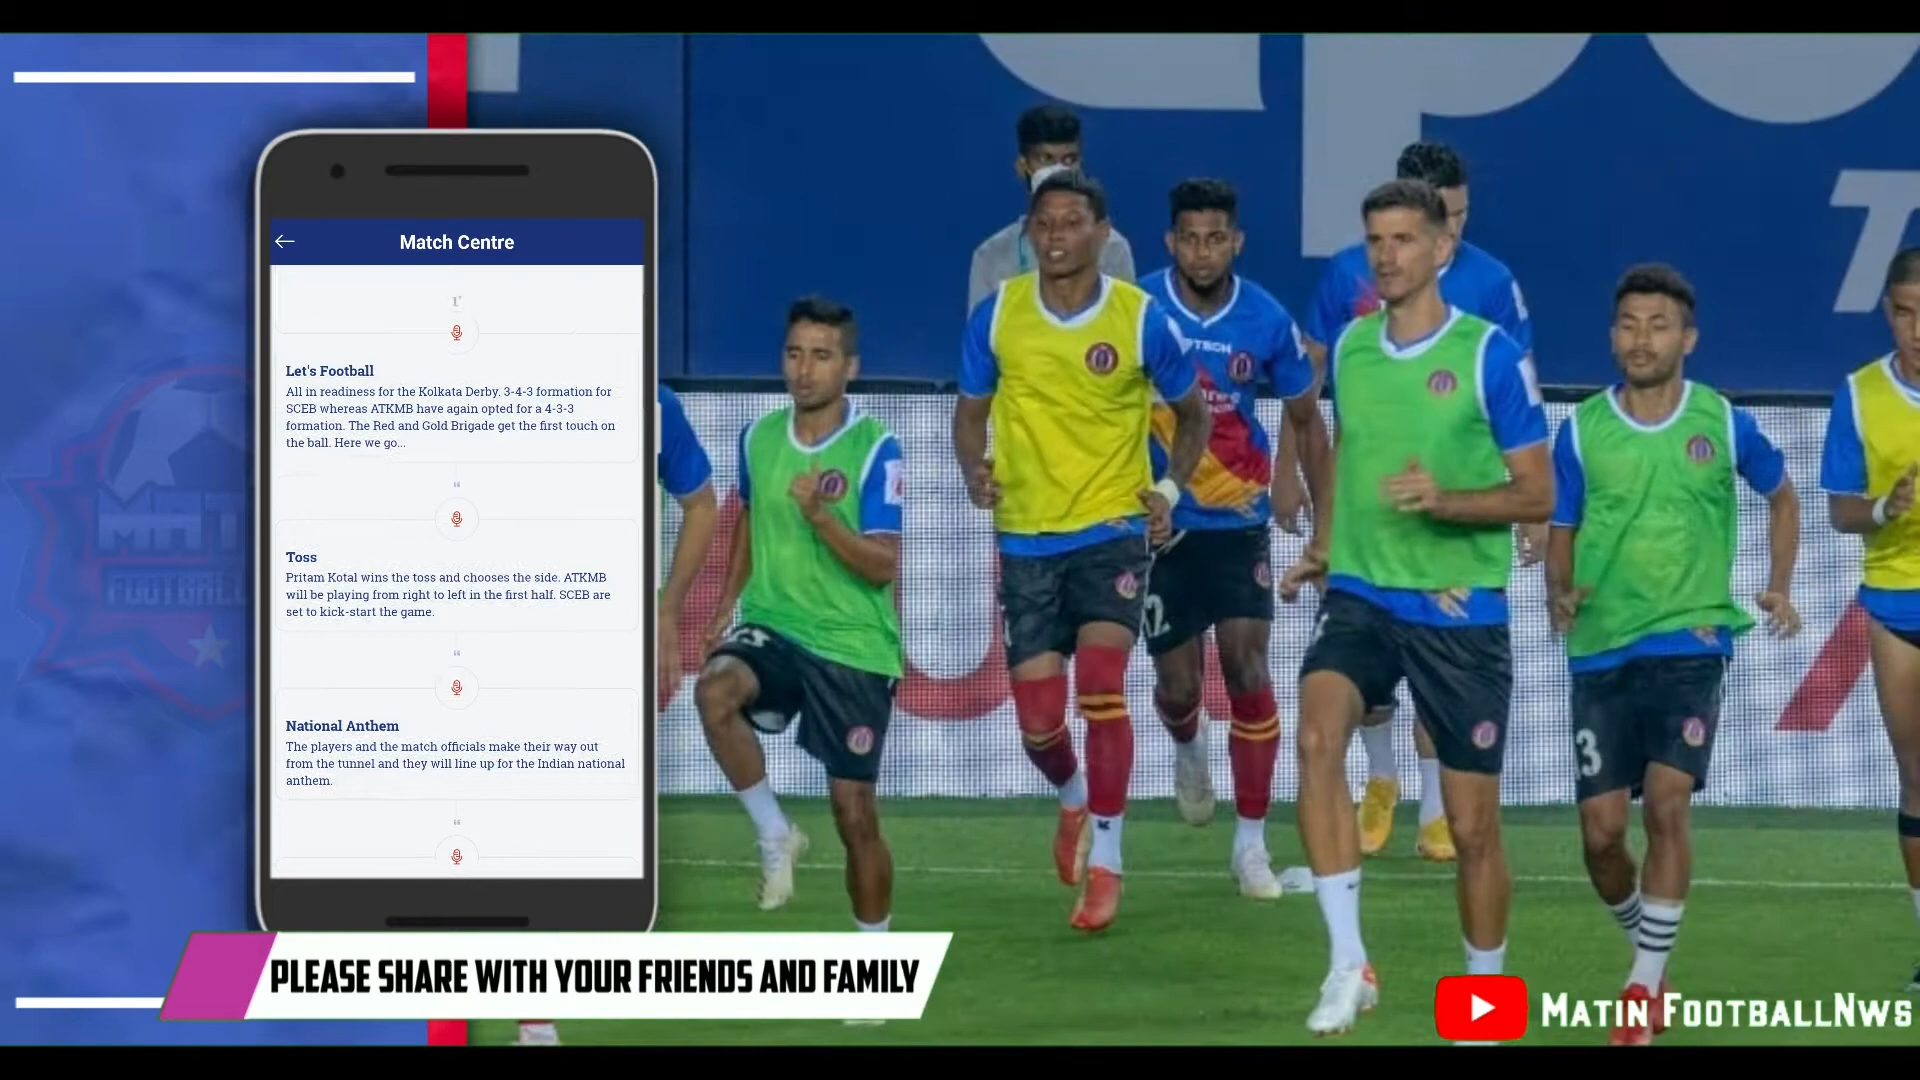 Match Centre
1'
Let's Football
All in readiness for the Kolkata Derby. 3-4-3 formation for
SCEB whereas ATKMB have again opted for a 4-3-3
formation. The Red and Gold Brigade get the first touch on
the ball. Here we go...
Toss
Pritam Kotal wins the toss and chooses the side. ATKMB
will be playing from right to left in the first half. SCEB are
set to kick-start the game.
National Anthem
The players and the match officials make their way out
from the tunnel and they will line up for the Indian national
anthem.
PLEASE SHARE WITH YOUR FRIENDS AND FAMILY
MATIN FOOTBALLNWS